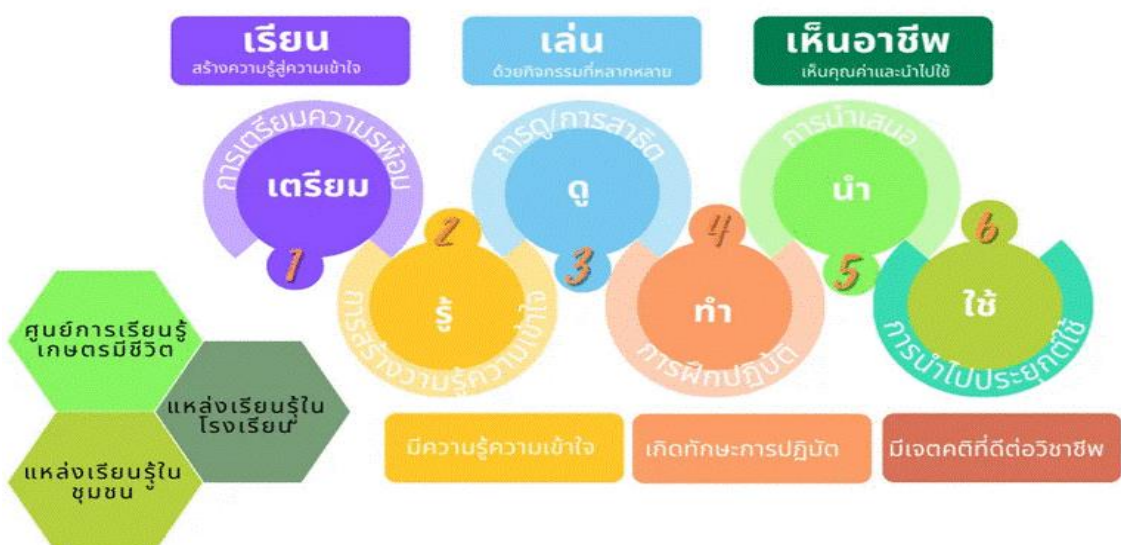 เรียน
สร้างความรู้สู่ความเข้าใจ
เล่น
ด้วยกิจกรรมที่หลากหลาย
เห็นอาชีพ
เห็นคุณค่าและนำไปใช้
การเตรียมความรพ้อม
เตรียม
1
2
รู้
การสร้างวามรู้ความเข้าใจ
การดู/การสาธิต
ดู
3
4
ทำ
การฝึกปฏิบัติ
การนำเสนอ
นำ
5
6
ใช้
การนำไปประยุกต์ใช้
ศูนย์การเรียนรู้
เกษตรมีชีวิต
แหล่งเรียนรู้ใน
โรงเรียน
แหล่งเรียนรู้ใน
ชุมชน
มีความรู้ความเข้าใจ
เกิดทักษะการปฏิบัติ
มีเจตคติที่ดีต่อวิชาชีพ